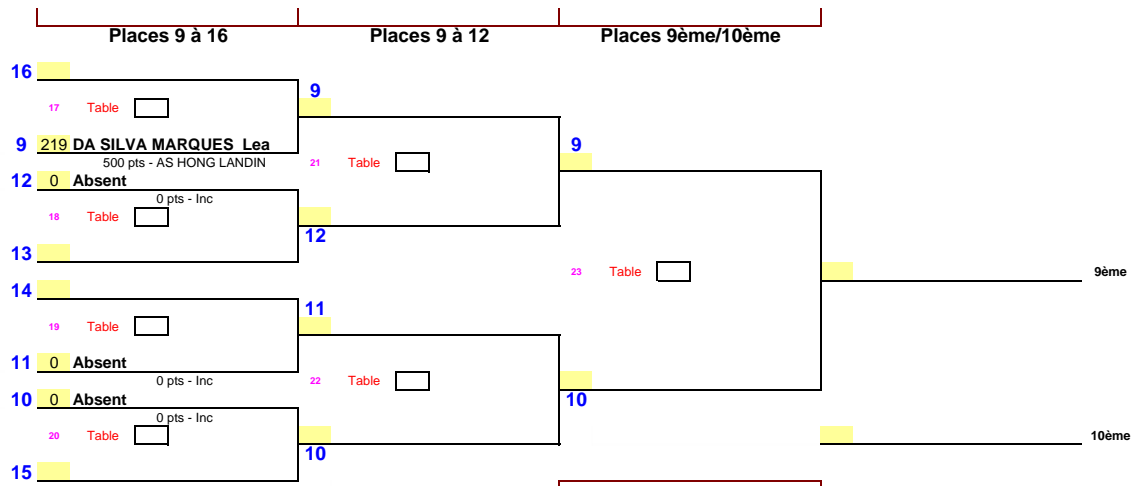 Places 9 à 16 Places 9 à 12 Places 9ème/10ème
16
9
17 Table
9 219 DA SILVA MARQUES Lea
9
500 pts - AS HONG LANDIN
21 Table
12 0 Absent
0 pts - Inc
18 Table
12
13
23 Table
9ème
14
11
19 Table
11 0 Absent
0 pts - Inc
22 Table
10 0 Absent
10
0 pts - Inc
20 Table
10ème
10
15